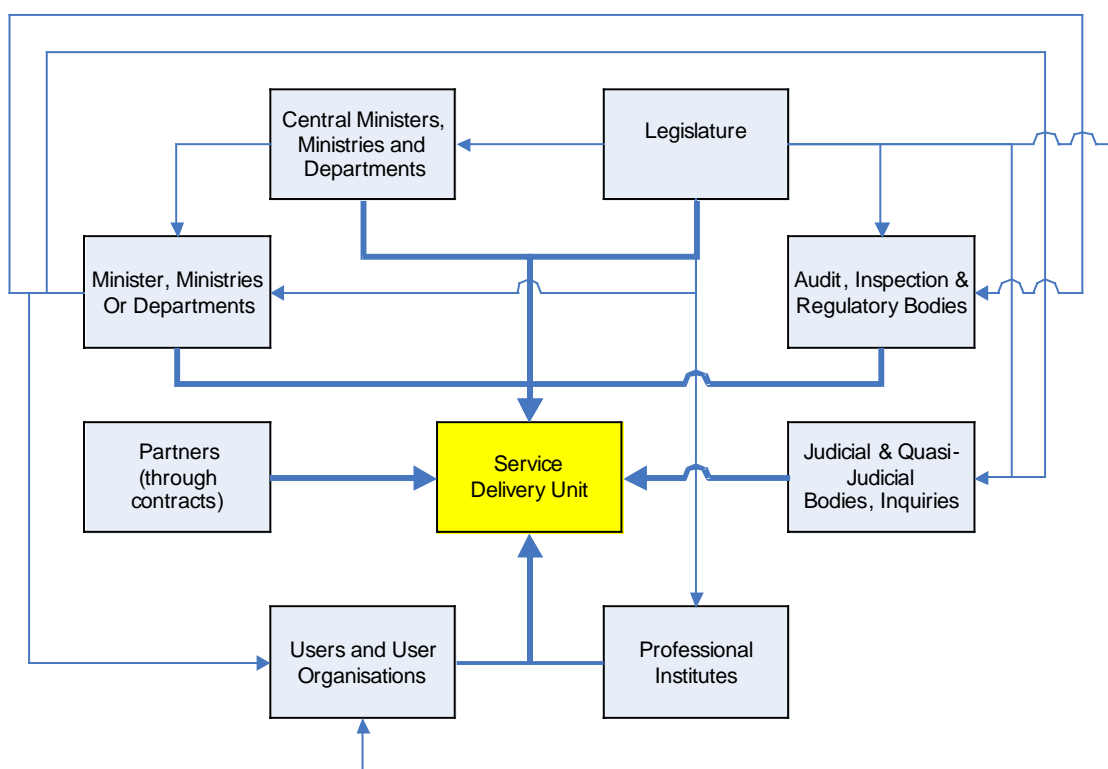 Central Ministers,
Ministries and
Departments
Legislature
Minister, Ministries
Or Departments
Audit, Inspection &
Regulatory Bodies
Partners
(through
contracts)
Service
Delivery Unit
Judicial & Quasi-
Judicial
Bodies, Inquiries
Users and User
Organisations
Professional
Institutes